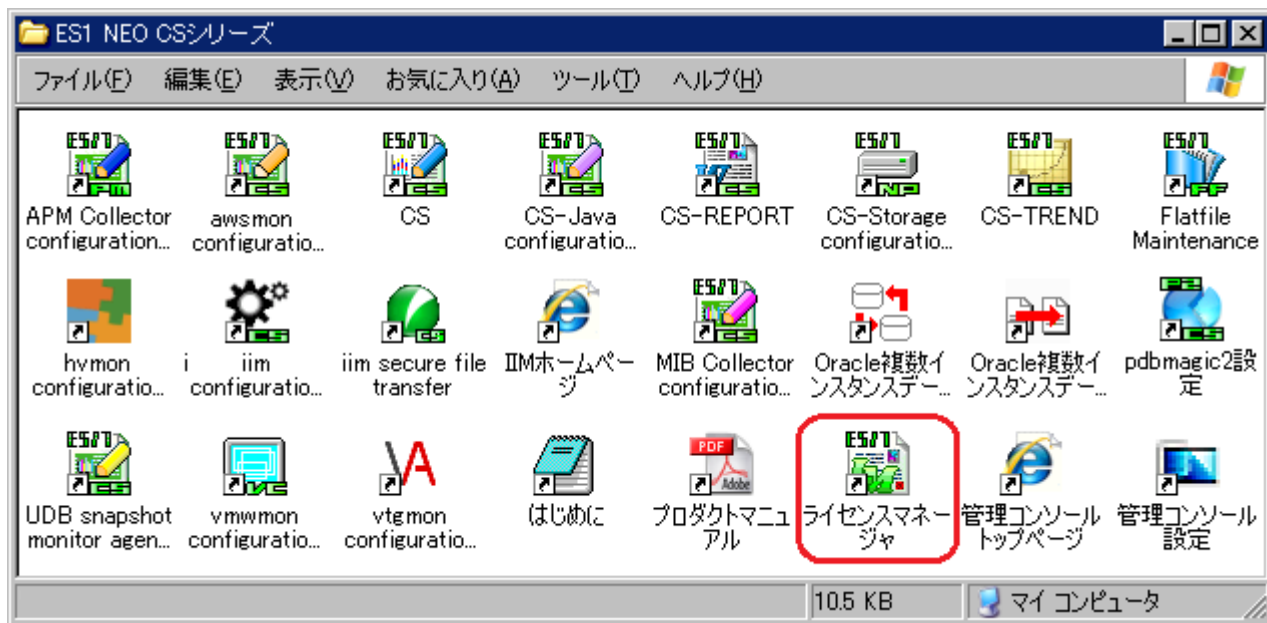 ES1 NEO CSシリーズ
ファイル(F) 編集(E) 表示(V) お気に入り(A) ツール(T) ヘルプ(H)
APM Collector
configuration...
awsmon
configuratio...
CS
CS-Java
configuratio...
CS-REPORT
CS-Storage
configuratio...
CS-TREND
Flatfile
Maintenance
hvmon
configuratio...
i iim
configuratio...
iim secure file
transfer
IIMホームペー
ジ
MIB Collector
configuratio...
Oracle複数イ
ンスタンスデー...
Oracle複数イ
ンスタンスデー...
pdbmagic2設
定
UDB snapshot
monitor agen...
vmwmon
configuratio...
vtgmon
configuratio...
はじめに
PDF
Adobe
プロダクトマニュ
アル
ライセンスマネー
ジャ
管理コンソール
トップページ
管理コンソール
設定
10.5 KB
マイ コンピュータ